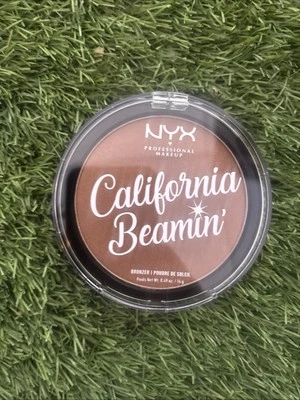 NYX
PROFESSIONAL
MAKEUP
California
Beamin'
BRONZER | POUDRE DE SOLEIL